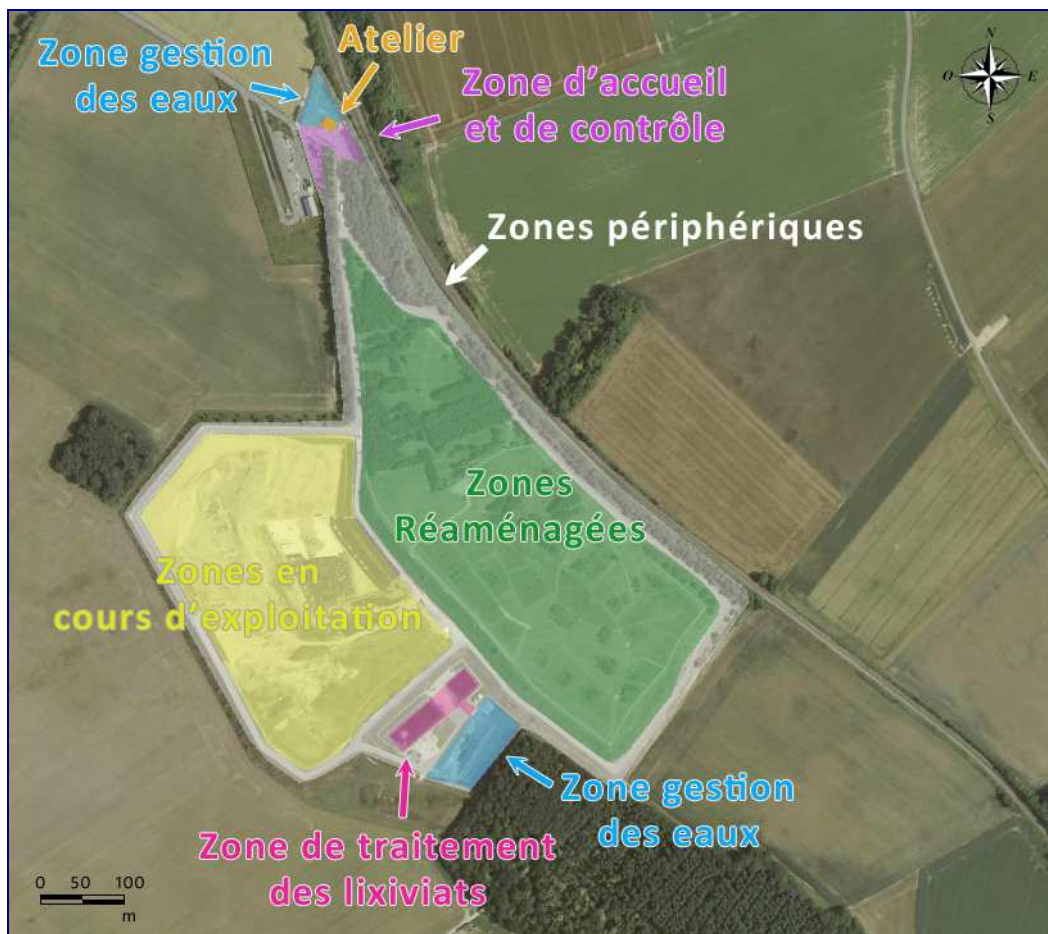 Zone gestion
des eaux
Atelier
Zone d'accueil
et de contrôle
N
O
E
S
Zones périphériques
Zones
Réaménagées
Zones en
cours d'exploitation
Zone gestion
des eaux
Zone de traitement
des lixiviats
0 50 100
m